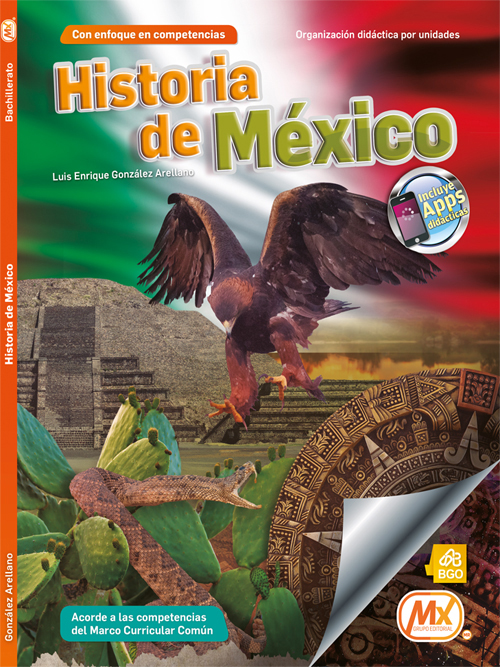 Con enfoque en competencias
Organización didáctica por unidades
Historia
de México
Luis Enrique González Arellano
Incluye
Apps
didácticas
Acorde a las competencias
del Marco Curricular Común
BGO
Mx
GRUPO EDITORIAL
Mx
Bachillerato
Historia de México
González Arellano